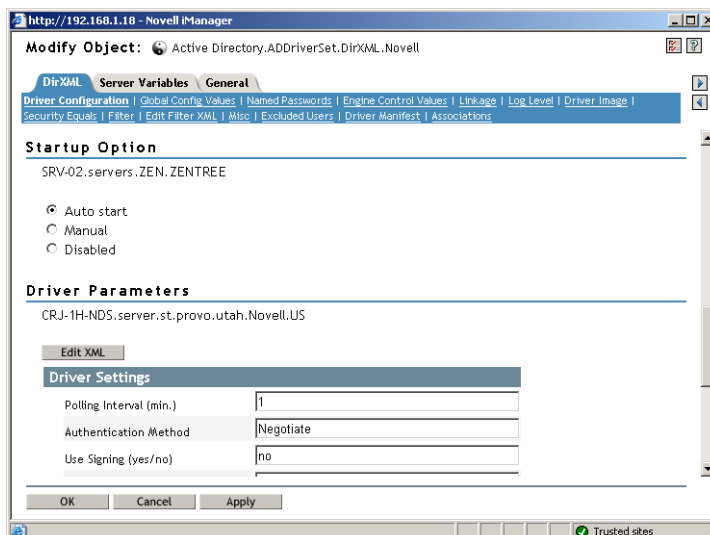 http://192.168.1.18 - Novell iManager
Modify Object: Active Directory.ADDriverSet.DirXML.Novell
DirXML Server Variables General
Driver Configuration | Global Config Values | Named Passwords | Engine Control Values | Linkage | Log Level | Driver Image |
Security Equals | Filter | Edit Filter XML | Misc | Excluded Users | Driver Manifest | Associations
Startup Option
SRV-02.servers.ZEN.ZENTREE
Auto start
Manual
Disabled
Driver Parameters
CRJ-1H-NDS.server.st.provo.utah.Novell.US
Edit XML
Driver Settings
Polling Interval (min.) 1
Authentication Method Negotiate
Use Signing (yes/no) no
OK Cancel Apply
Trusted sites